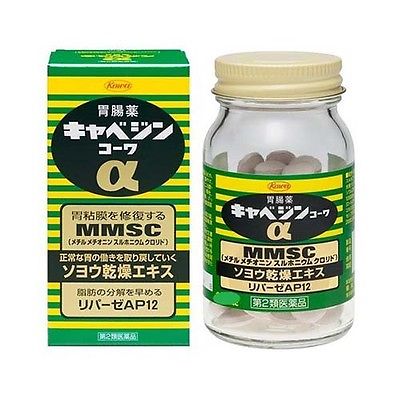 Kowa
胃腸薬
キャベジン
コーワ
α
胃粘膜を修復する
MMSC
(メチルメチオニンスルホニウムクロリド)
正常な胃の働きを取り戻していく
ソヨウ乾燥エキス
脂肪の分解を早める
リパーゼAP12
第2類医薬品
Kowa
胃腸薬
キャベジンコーワ
α
MMSC
(メチルメチオニンスルホニウムクロリド)
ソヨウ乾燥エキス
リパーゼAP12
第2類医薬品